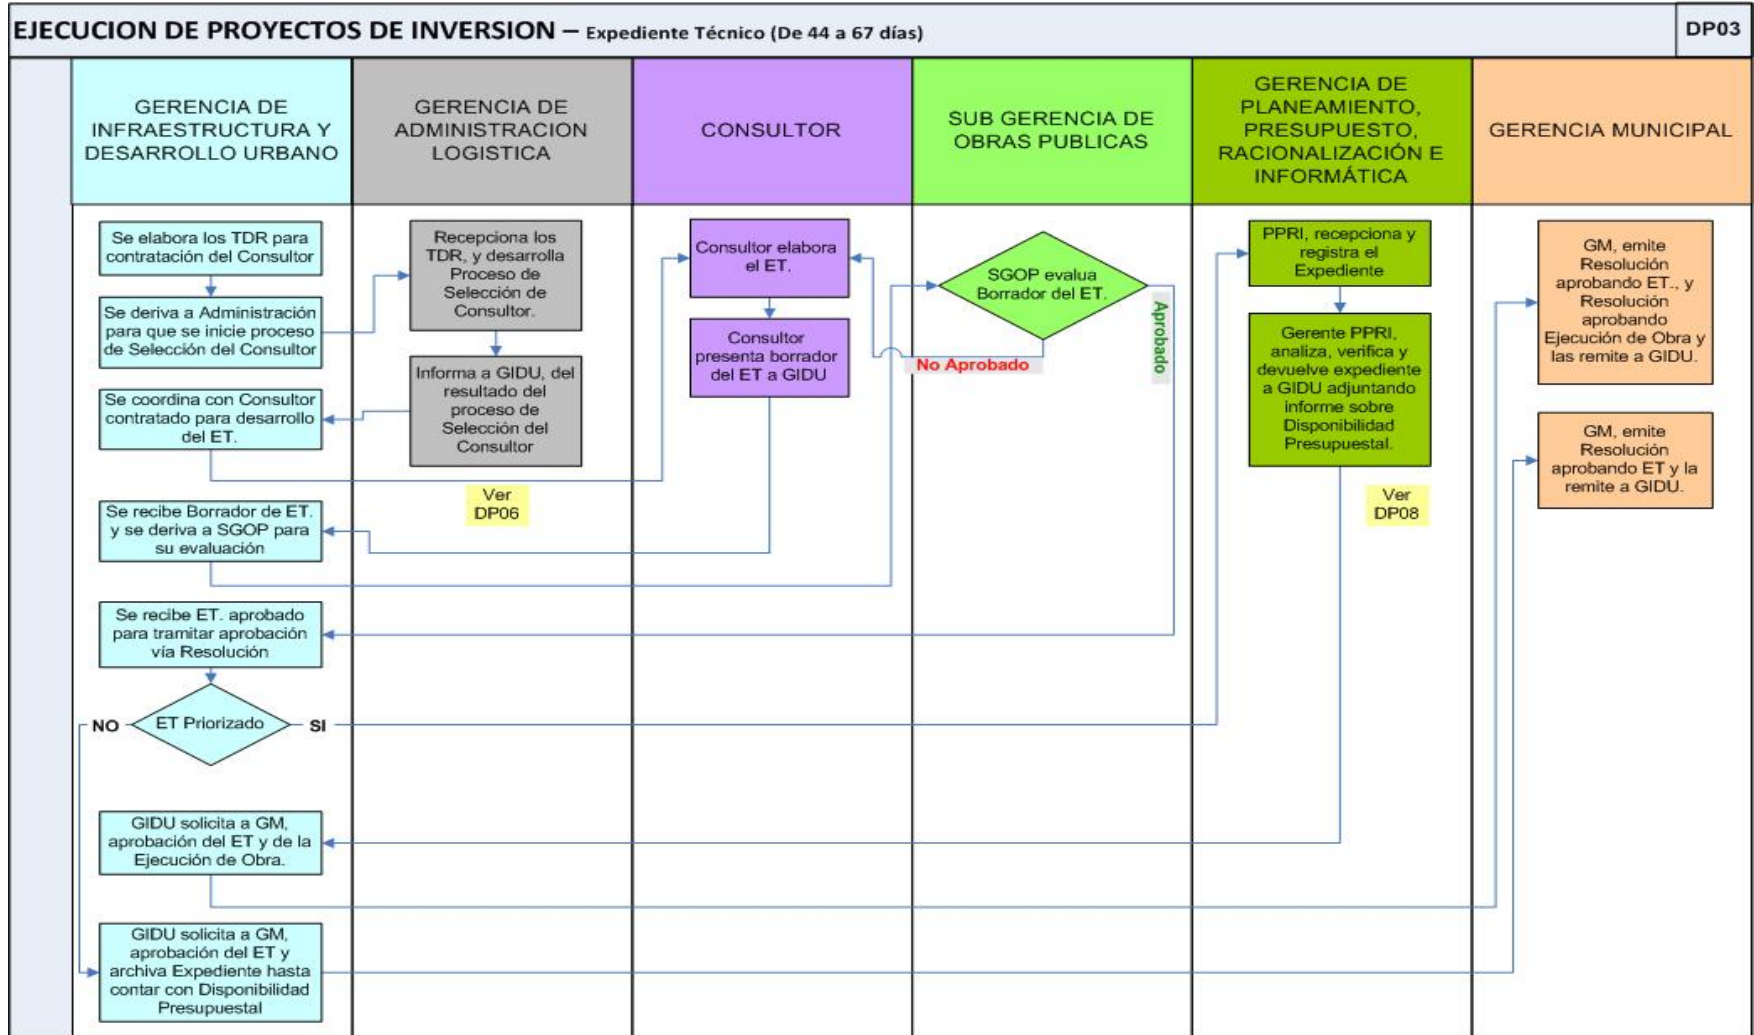 EJECUCION DE PROYECTOS DE INVERSION – Expediente Técnico (De 44 a 67 días)
DP03
GERENCIA DE
INFRAESTRUCTURA Y
DESARROLLO URBANO
GERENCIA DE
ADMINISTRACION
LOGISTICA
CONSULTOR
SUB GERENCIA DE
OBRAS PUBLICAS
GERENCIA DE
PLANEAMIENTO,
PRESUPUESTO,
RACIONALIZACIÓN E
INFORMÁTICA
GERENCIA MUNICIPAL
Se elabora los TDR para
contratación del Consultor
Se deriva a Administración
para que se inicie proceso
de Selección del Consultor
Se coordina con Consultor
contratado para desarrollo
del ET.
Se recibe Borrador de ET.
y se deriva a SGOP para
su evaluación
Se recibe ET. aprobado
para tramitar aprobación
vía Resolución
ET Priorizado
NO
SI
GIDU solicita a GM,
aprobación del ET y de la
Ejecución de Obra.
GIDU solicita a GM,
aprobación del ET y
archiva Expediente hasta
contar con Disponibilidad
Presupuestal
Recepciona los
TDR, y desarrolla
Proceso de
Selección de
Consultor.
Informa a GIDU, del
resultado del
proceso de
Selección del
Consultor
Ver
DP06
Consultor elabora
el ET.
Consultor
presenta borrador
del ET a GIDU
SGOP evalua
Borrador del ET.
No Aprobado
Aprobado
PPRI, recepciona y
registra el
Expediente
Gerente PPRI,
analiza, verifica y
devuelve expediente
a GIDU adjuntando
informe sobre
Disponibilidad
Presupuestal.
Ver
DP08
GM, emite
Resolución
aprobando ET., y
Resolución
aprobando
Ejecución de Obra y
las remite a GIDU.
GM, emite
Resolución
aprobando ET y la
remite a GIDU.